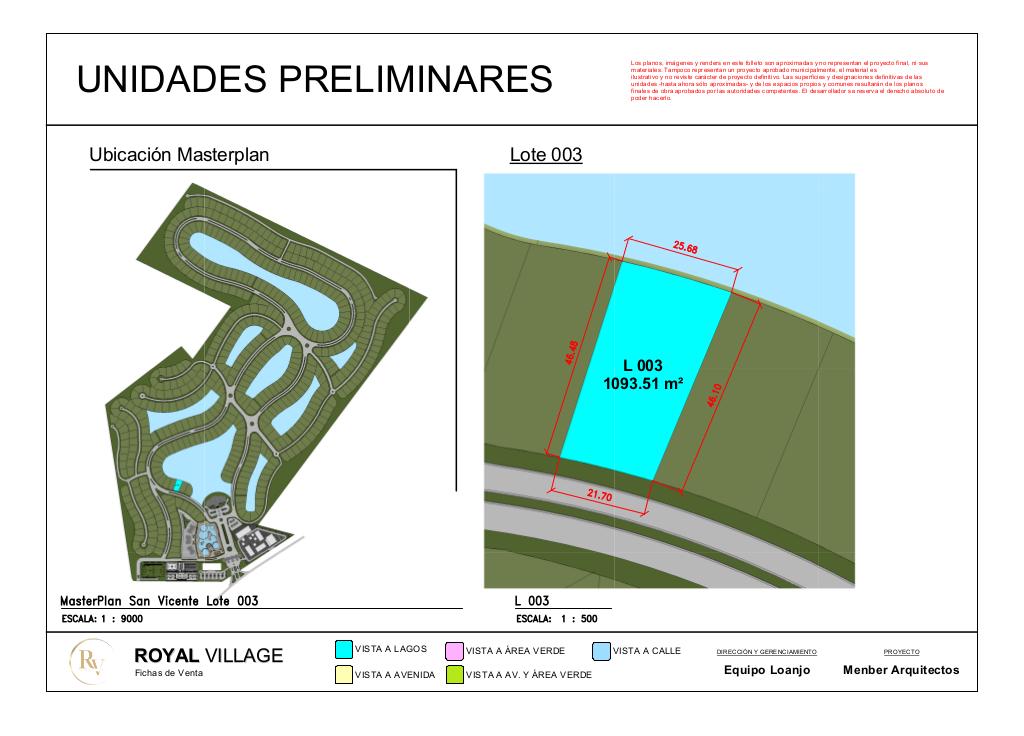 UNIDADES PRELIMINARES
Los planos, imágenes y renders en este folleto son aproximadas y no representan el proyecto final, ni sus
materiales. Tampoco representan un proyecto aprobado municipalmente, el material es
ilustrativo y no reviste carácter de proyecto definitivo. Las superficies y designaciones definitivas de las
unidades -hasta ahora sólo aproximadas- y de los espacios propios y comunes resultarán de los planos
finales de obra aprobados por las autoridades competentes. El desarrollador se reserva el derecho absoluto de
poder hacerlo.
Ubicación Masterplan
Lote 003
25.68
46.48
L 003
1093.51 m²
46.10
21.70
MasterPlan San Vicente Lote 003
ESCALA: 1 : 9000
L 003
ESCALA: 1 : 500
RV
ROYAL VILLAGE
Fichas de Venta
VISTA A LAGOS
VISTA A ÁREA VERDE
VISTA A CALLE
VISTA A AVENIDA
VISTA A AV. Y ÁREA VERDE
DIRECCIÓN Y GERENCIAMIENTO
Equipo Loanjo
PROYECTO
Menber Arquitectos